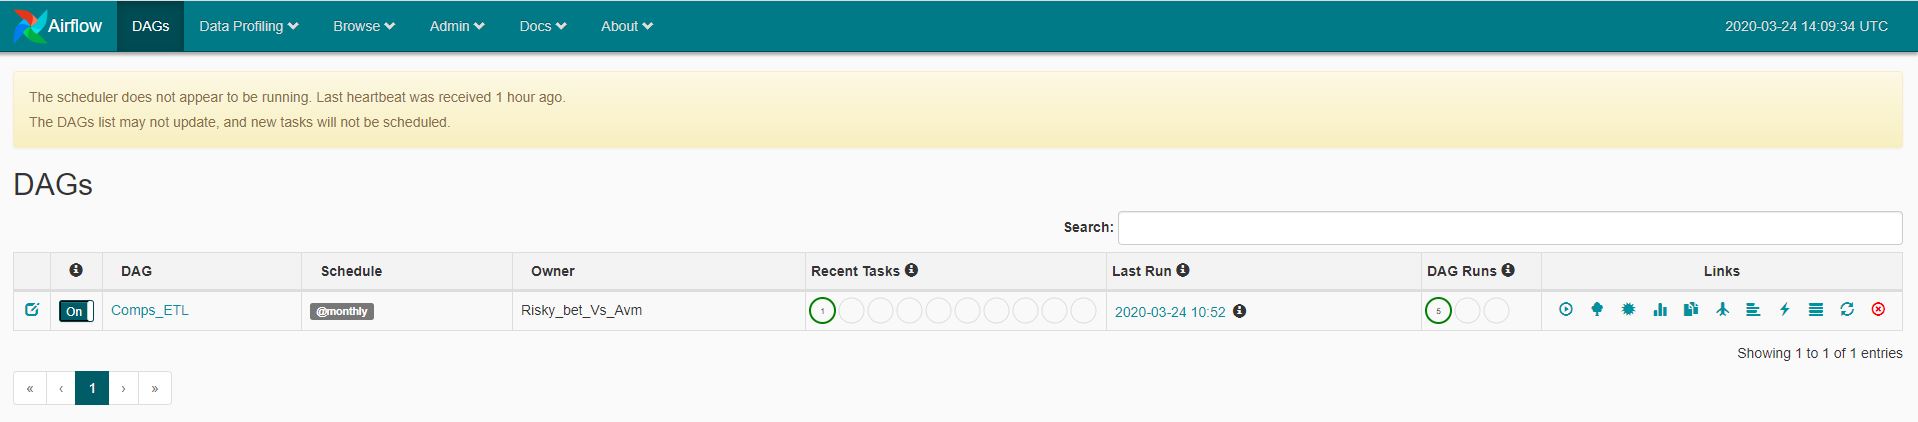 Airflow DAGs Data Profiling Browse Admin Docs About 2020-03-24 14:09:34 UTC
The scheduler does not appear to be running. Last heartbeat was received 1 hour ago.
The DAGs list may not update, and new tasks will not be scheduled.
DAGs
Search:
DAG Schedule Owner Recent Tasks Last Run DAG Runs Links
On Comps_ETL @monthly Risky_bet_Vs_Avm 1 2020-03-24 10:52 5
Showing 1 to 1 of 1 entries
« ‹ 1 › »